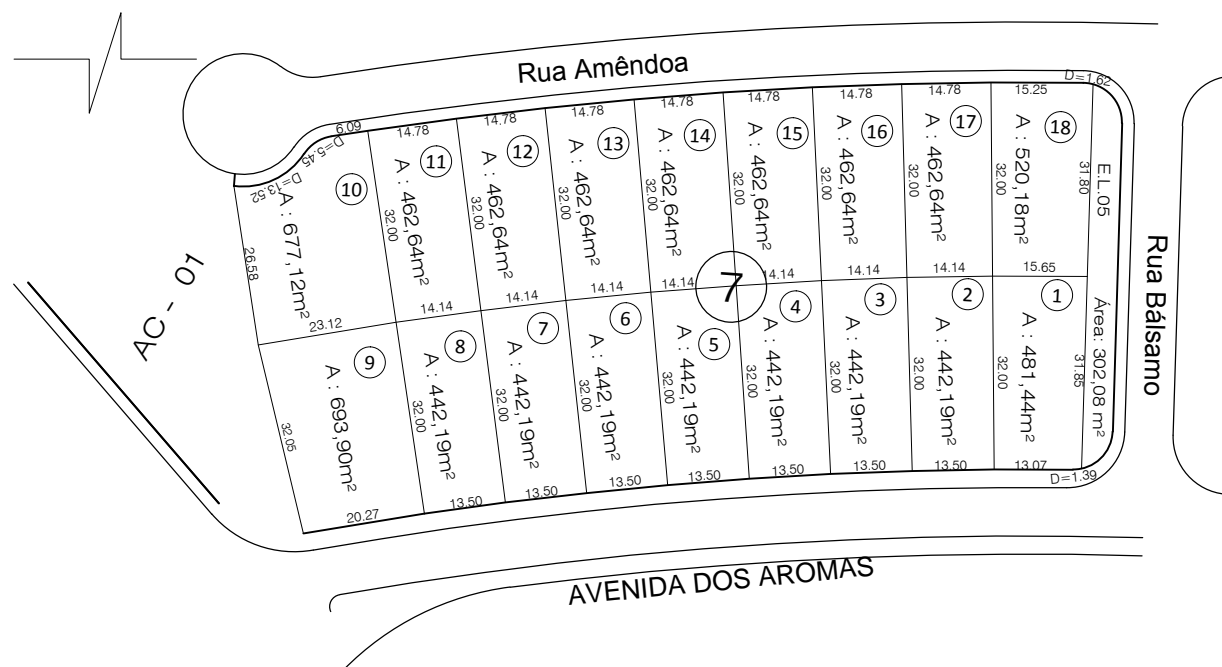 Rua Amêndoa
D=1.62
6.09
14.78
14.78
14.78
14.78
14.78
14.78
14.78
15.25
D=5.45
D=13.52
10
A : 677,12m²
26.58
23.12
11
A : 462,64m²
32.00
14.14
12
A : 462,64m²
32.00
14.14
13
A : 462,64m²
32.00
14.14
14
A : 462,64m²
32.00
14.14
15
A : 462,64m²
32.00
14.14
16
A : 462,64m²
32.00
14.14
17
A : 462,64m²
32.00
14.14
18
A : 520,18m²
32.00
15.65
E.L.05
31.80
Área: 302,08 m²
31.85
Rua Bálsamo
AC - 01
7
9
A : 693,90m²
32.05
20.27
8
A : 442,19m²
32.00
13.50
7
A : 442,19m²
32.00
13.50
6
A : 442,19m²
32.00
13.50
5
A : 442,19m²
32.00
13.50
4
A : 442,19m²
32.00
13.50
3
A : 442,19m²
32.00
13.50
2
A : 442,19m²
32.00
13.50
1
A : 481,44m²
32.00
13.07
D=1.39
AVENIDA DOS AROMAS